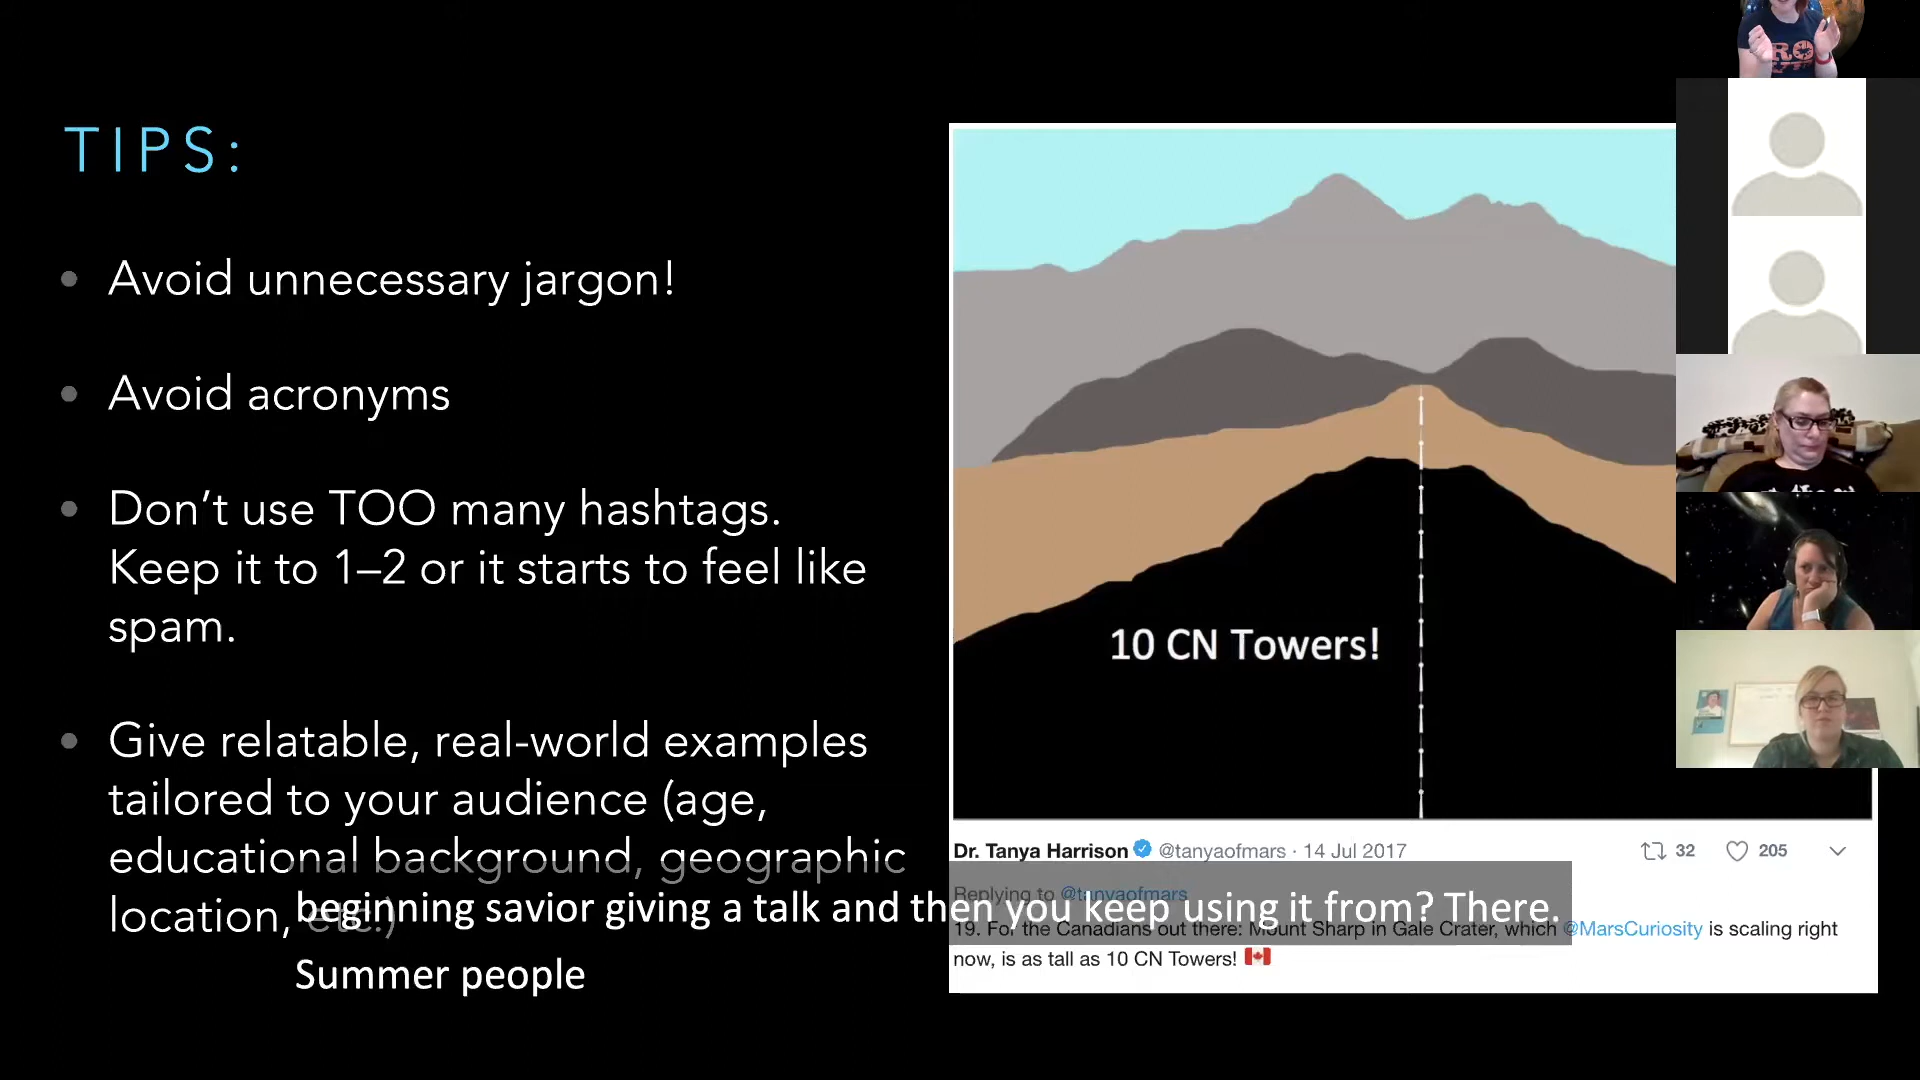 TIPS:
• Avoid unnecessary jargon!
• Avoid acronyms
• Don’t use TOO many hashtags.
Keep it to 1–2 or it starts to feel like
spam.
• Give relatable, real-world examples
tailored to your audience (age,
educational background, geographic
location, etc.)
10 CN Towers!
Dr. Tanya Harrison @tanyaofmars · 14 Jul 2017 32 205
Replying to @tanyaofmars
19. For the Canadians out there: Mount Sharp in Gale Crater, which @MarsCuriosity is scaling right
now, is as tall as 10 CN Towers! 🇨🇦
beginning savior giving a talk and then you keep using it from? There.
Summer people